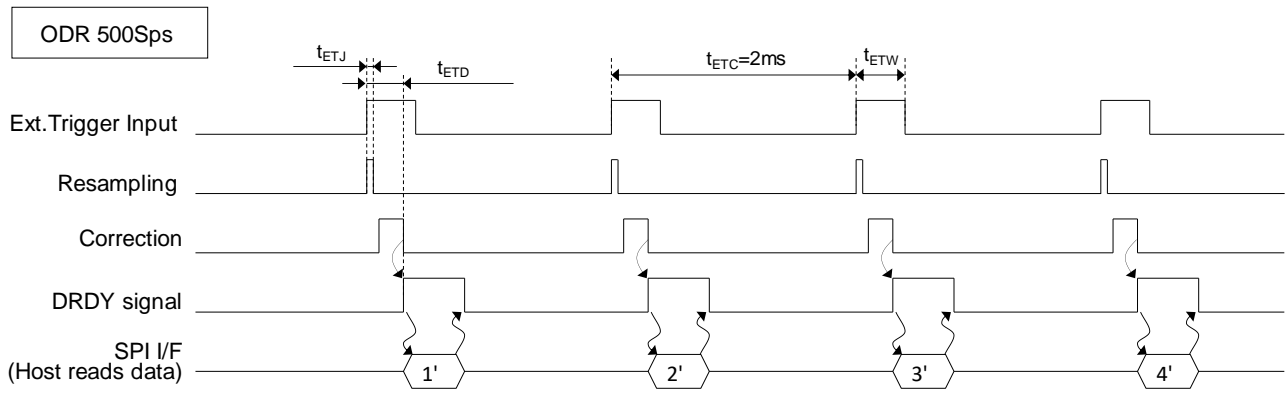 ODR 500Sps
tETJ
tETD
tETC=2ms
tETW
Ext.Trigger Input
Resampling
Correction
DRDY signal
SPI I/F
(Host reads data)
1'
2'
3'
4'